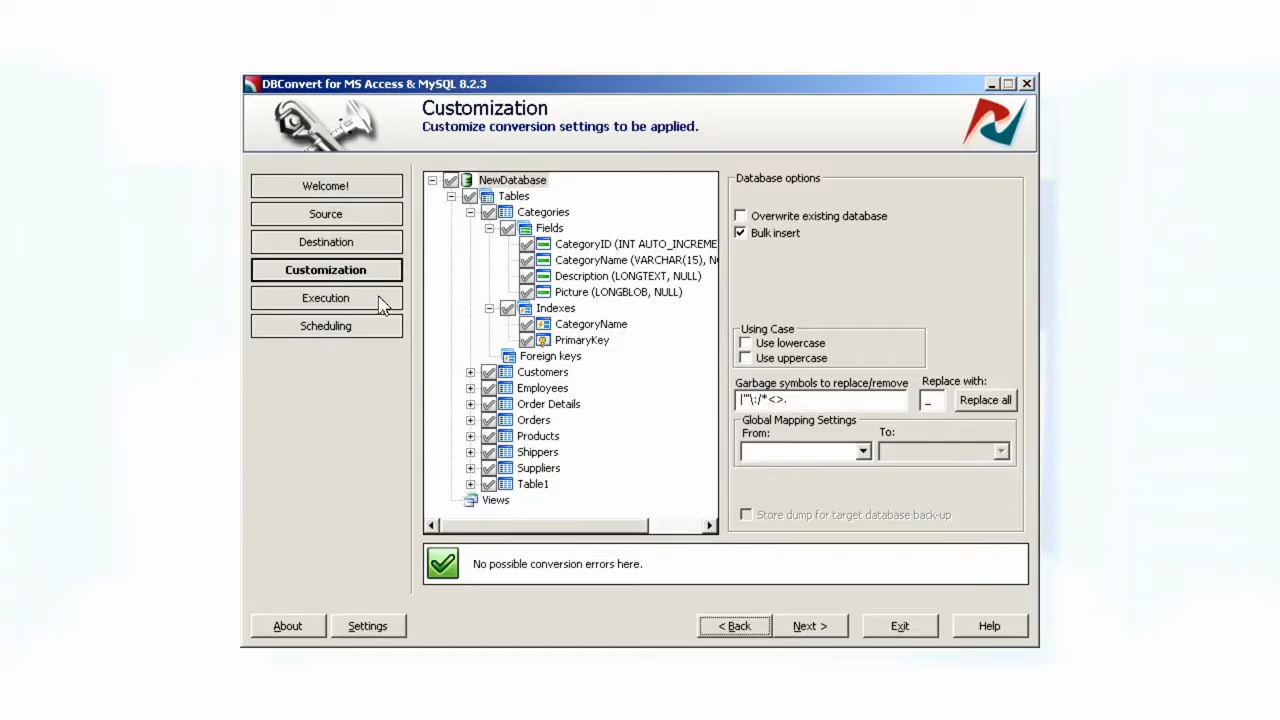 DBConvert for MS Access & MySQL 8.2.3
Customization
Customize conversion settings to be applied.
Welcome!
Source
Destination
Customization
Execution
Scheduling
NewDatabase
Tables
Categories
Fields
CategoryID (INT AUTO_INCREME
CategoryName (VARCHAR(15), NO
Description (LONGTEXT, NULL)
Picture (LONGBLOB, NULL)
Indexes
CategoryName
PrimaryKey
Foreign keys
Customers
Employees
Order Details
Orders
Products
Shippers
Suppliers
Table1
Views
Database options
Overwrite existing database
Bulk insert
Using Case
Use lowercase
Use uppercase
Garbage symbols to replace/remove
Replace with:
|'"\:/*<>.
_
Replace all
Global Mapping Settings
From:
To:
Store dump for target database back-up
No possible conversion errors here.
About
Settings
< Back
Next >
Exit
Help